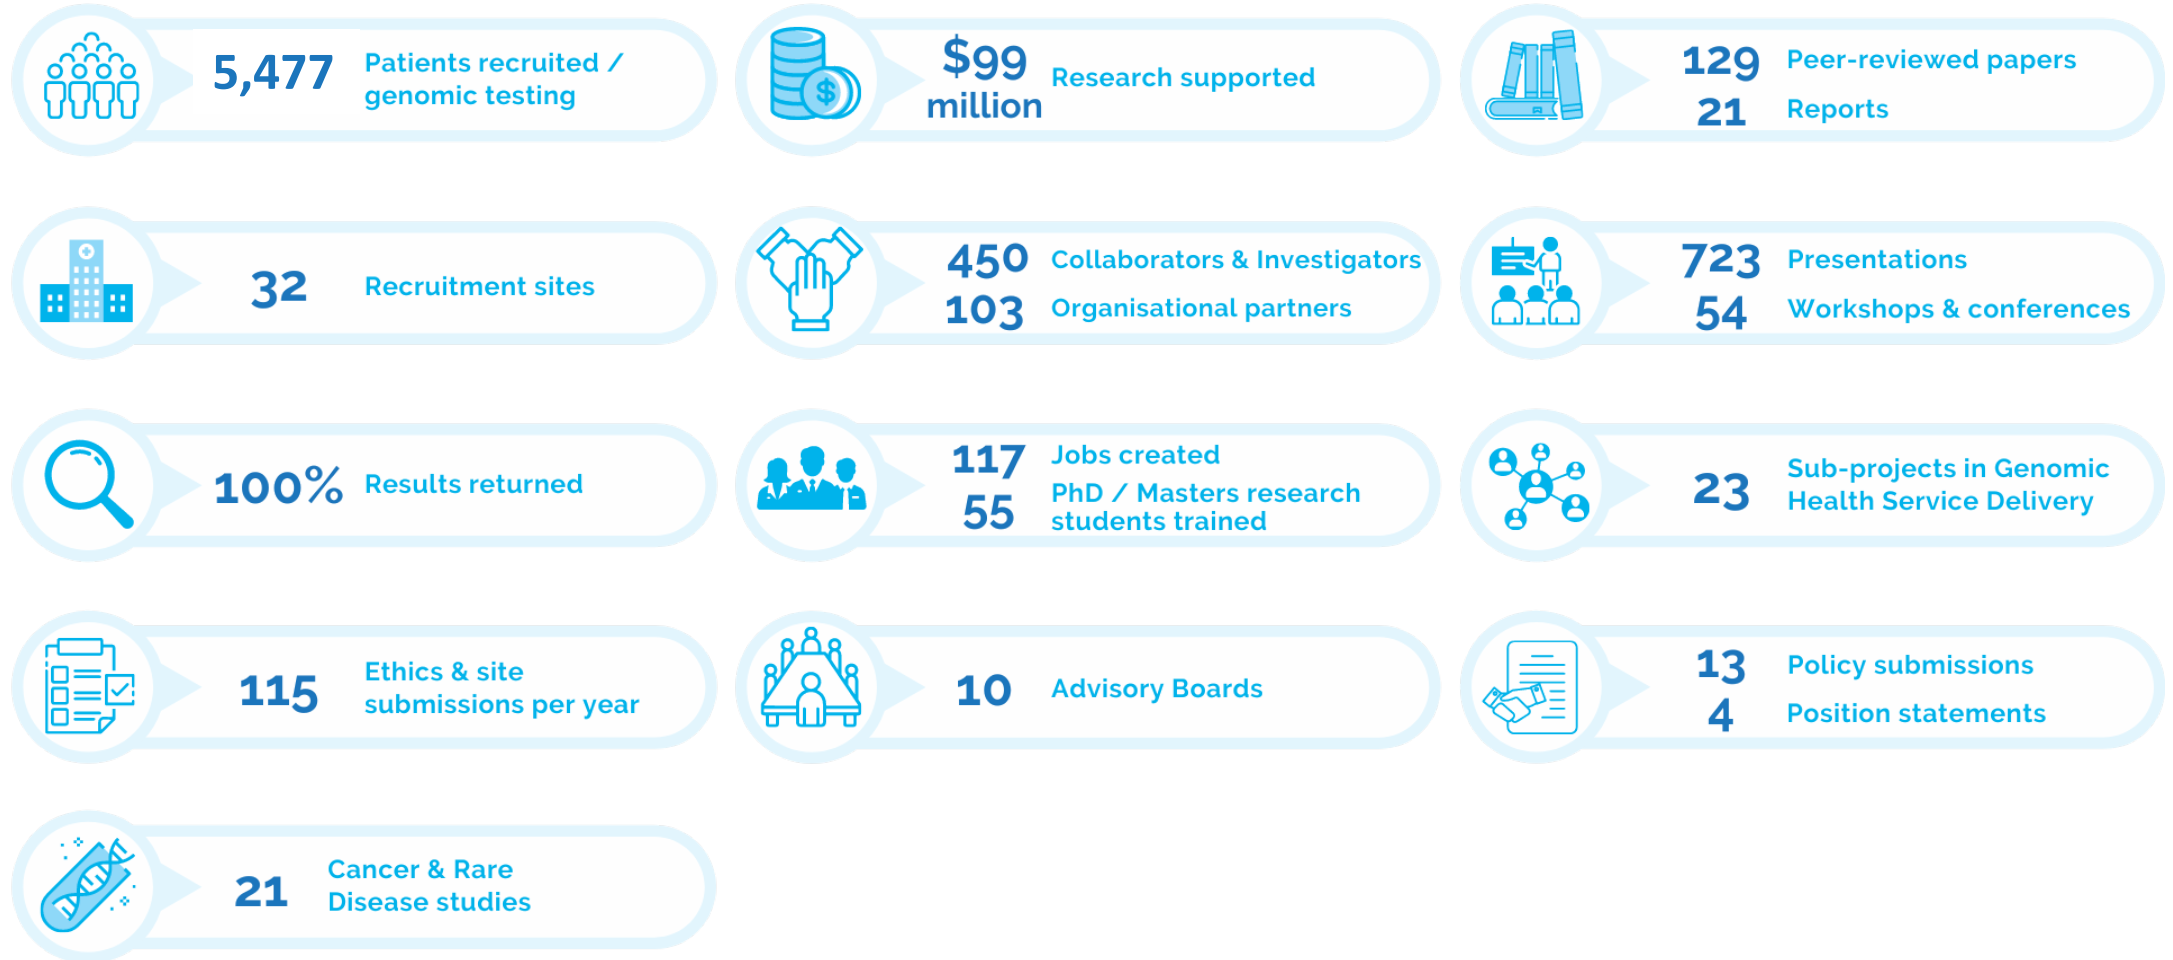 5,477 Patients recruited /
genomic testing
$99
million
Research supported
129 Peer-reviewed papers
21 Reports
32 Recruitment sites
450 Collaborators & Investigators
103 Organisational partners
723 Presentations
54 Workshops & conferences
100% Results returned
117 Jobs created
55 PhD / Masters research
students trained
23 Sub-projects in Genomic
Health Service Delivery
115 Ethics & site
submissions per year
10 Advisory Boards
13 Policy submissions
4 Position statements
21 Cancer & Rare
Disease studies